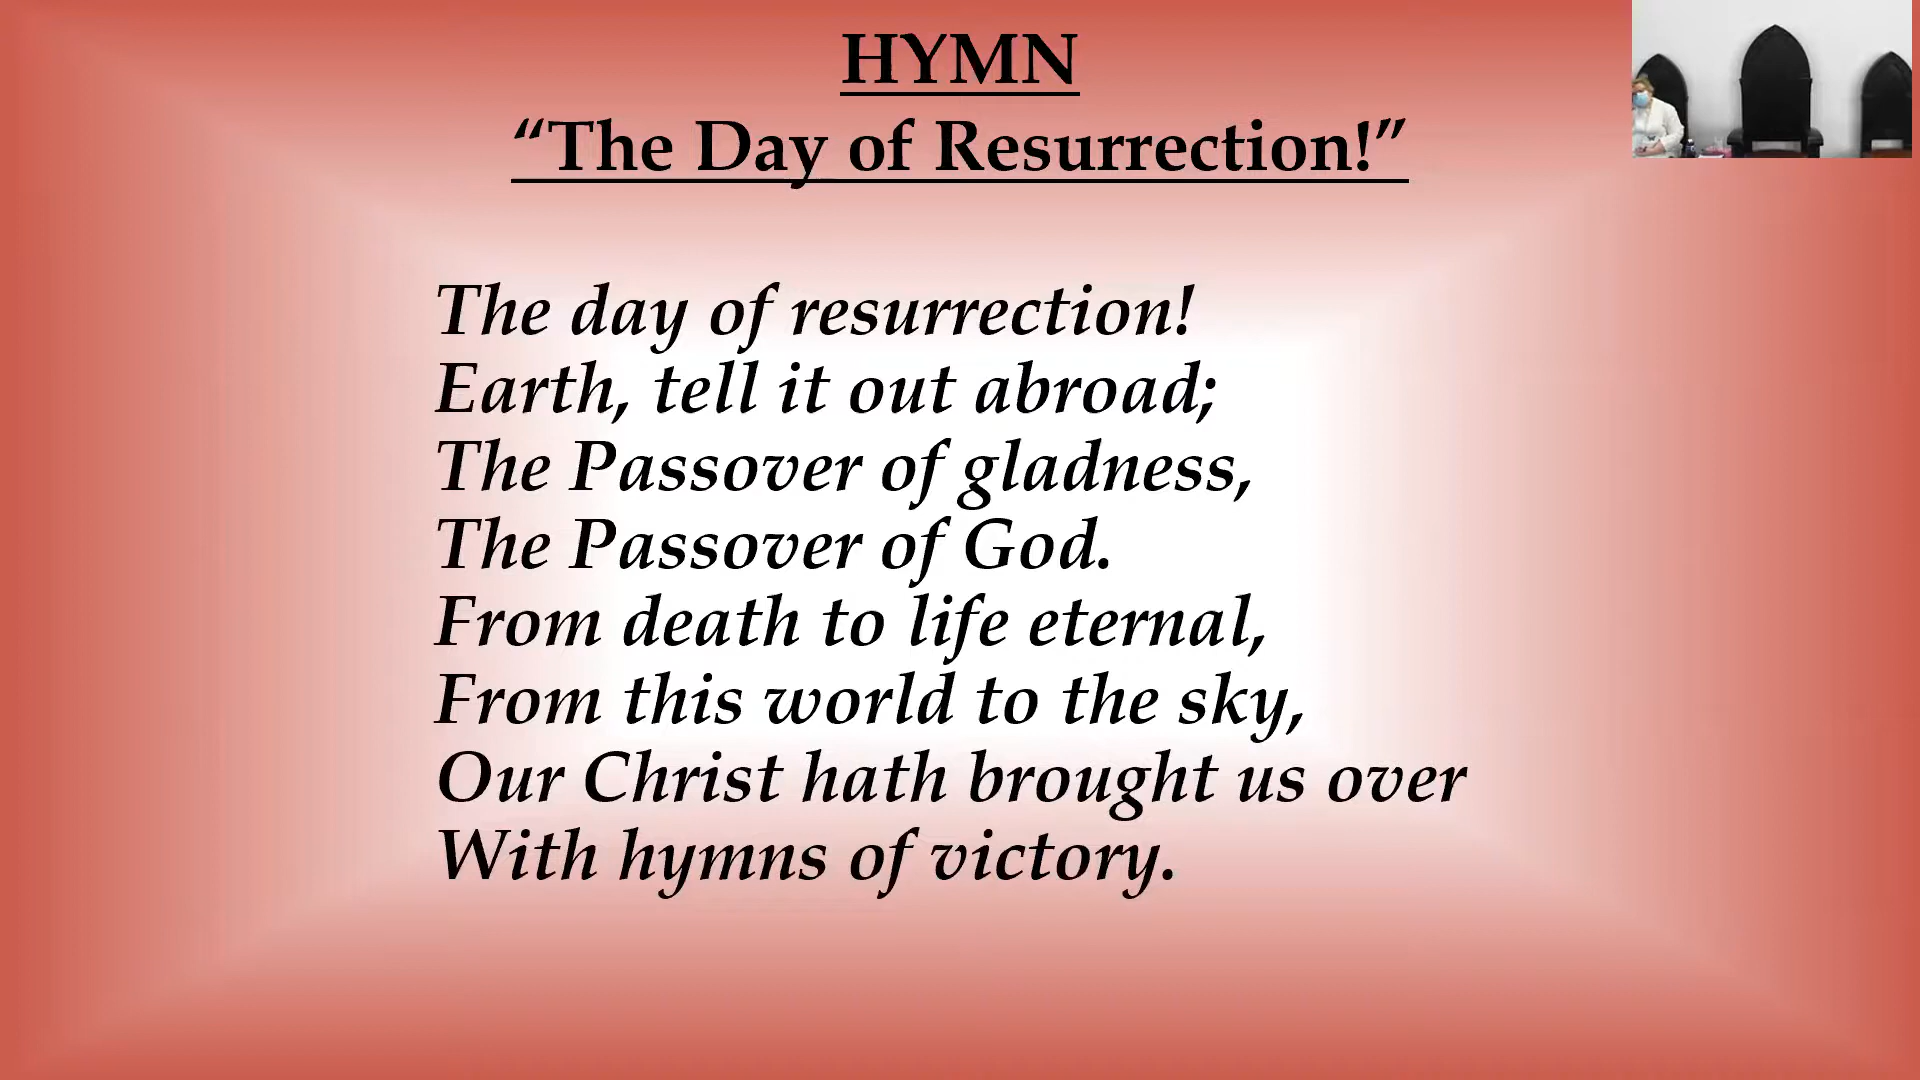 HYMN
“The Day of Resurrection!”
The day of resurrection!
Earth, tell it out abroad;
The Passover of gladness,
The Passover of God.
From death to life eternal,
From this world to the sky,
Our Christ hath brought us over
With hymns of victory.